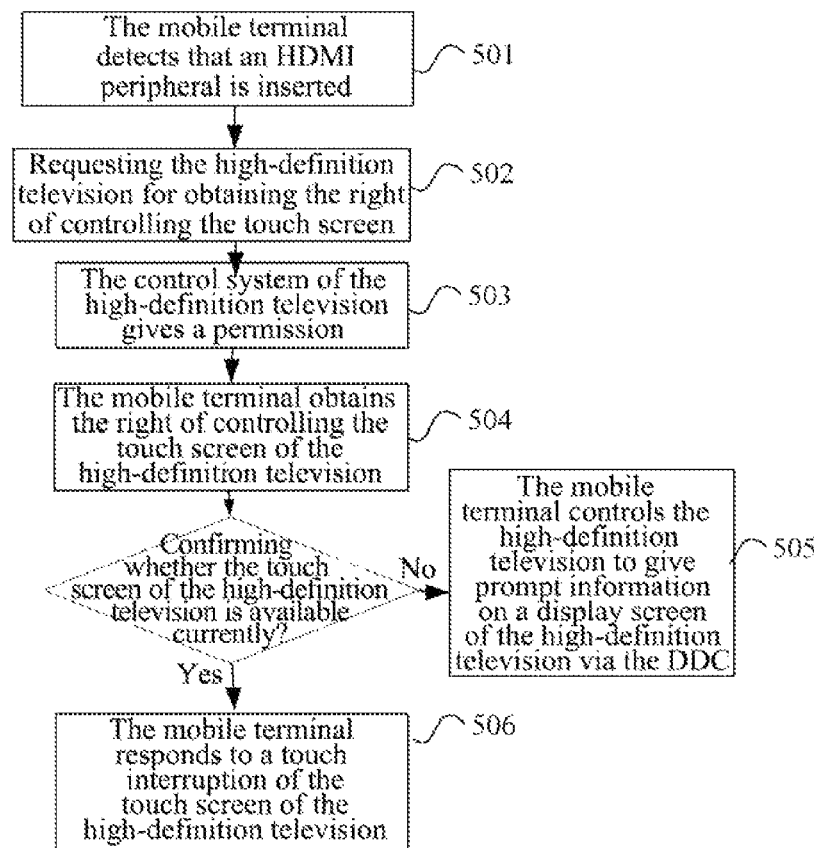 The mobile terminal
detects that an HDMI
peripheral is inserted
501
Requesting the high-definition
television for obtaining the right
of controlling the touch screen
502
The control system of the
high-definition television
gives a permission
503
The mobile terminal obtains
the right of controlling the
touch screen of the
high-definition television
504
Confirming
whether the touch
screen of the high-definition
television is available
currently?
No
The mobile
terminal controls the
high-definition
television to give
prompt information
on a display screen
of the high-definition
television via the DDC
505
Yes
The mobile terminal
responds to a touch
interruption of the
touch screen of the
high-definition television
506